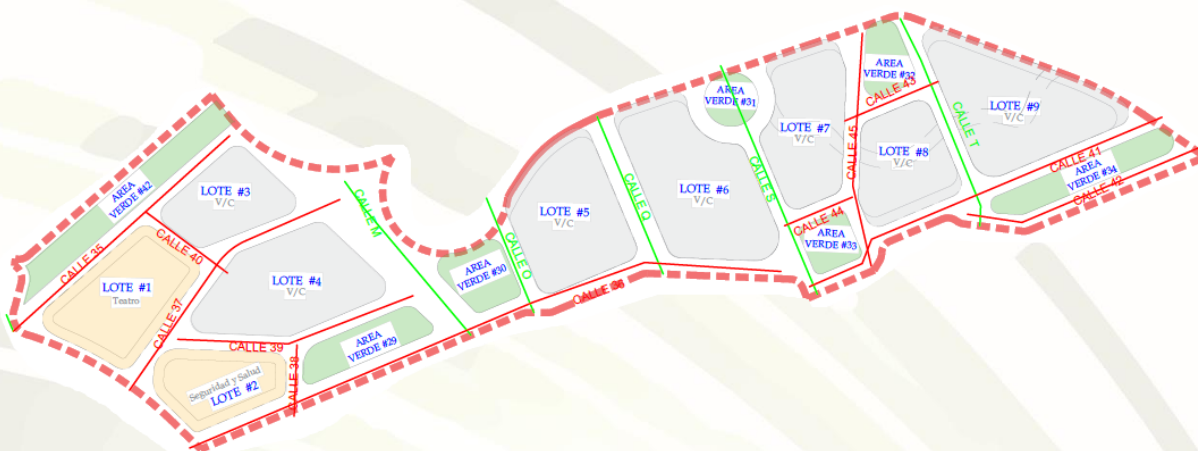 AREA
VERDE #42
CALLE 35
LOTE #1
Teatro
LOTE #3
V/C
CALLE 40
CALLE 37
LOTE #4
V/C
CALLE 39
CALLE 38
Seguridad y Salud
LOTE #2
AREA
VERDE #29
CALLE M
AREA
VERDE #30
CALLE O
LOTE #5
V/C
CALLE 36
CALLE Q
LOTE #6
V/C
AREA
VERDE #31
CALLE S
LOTE #7
V/C
CALLE 44
AREA
VERDE #33
CALLE 45
AREA
VERDE #32
CALLE 43
LOTE #8
V/C
CALLE T
LOTE #9
V/C
CALLE 41
AREA
VERDE #34
CALLE 42